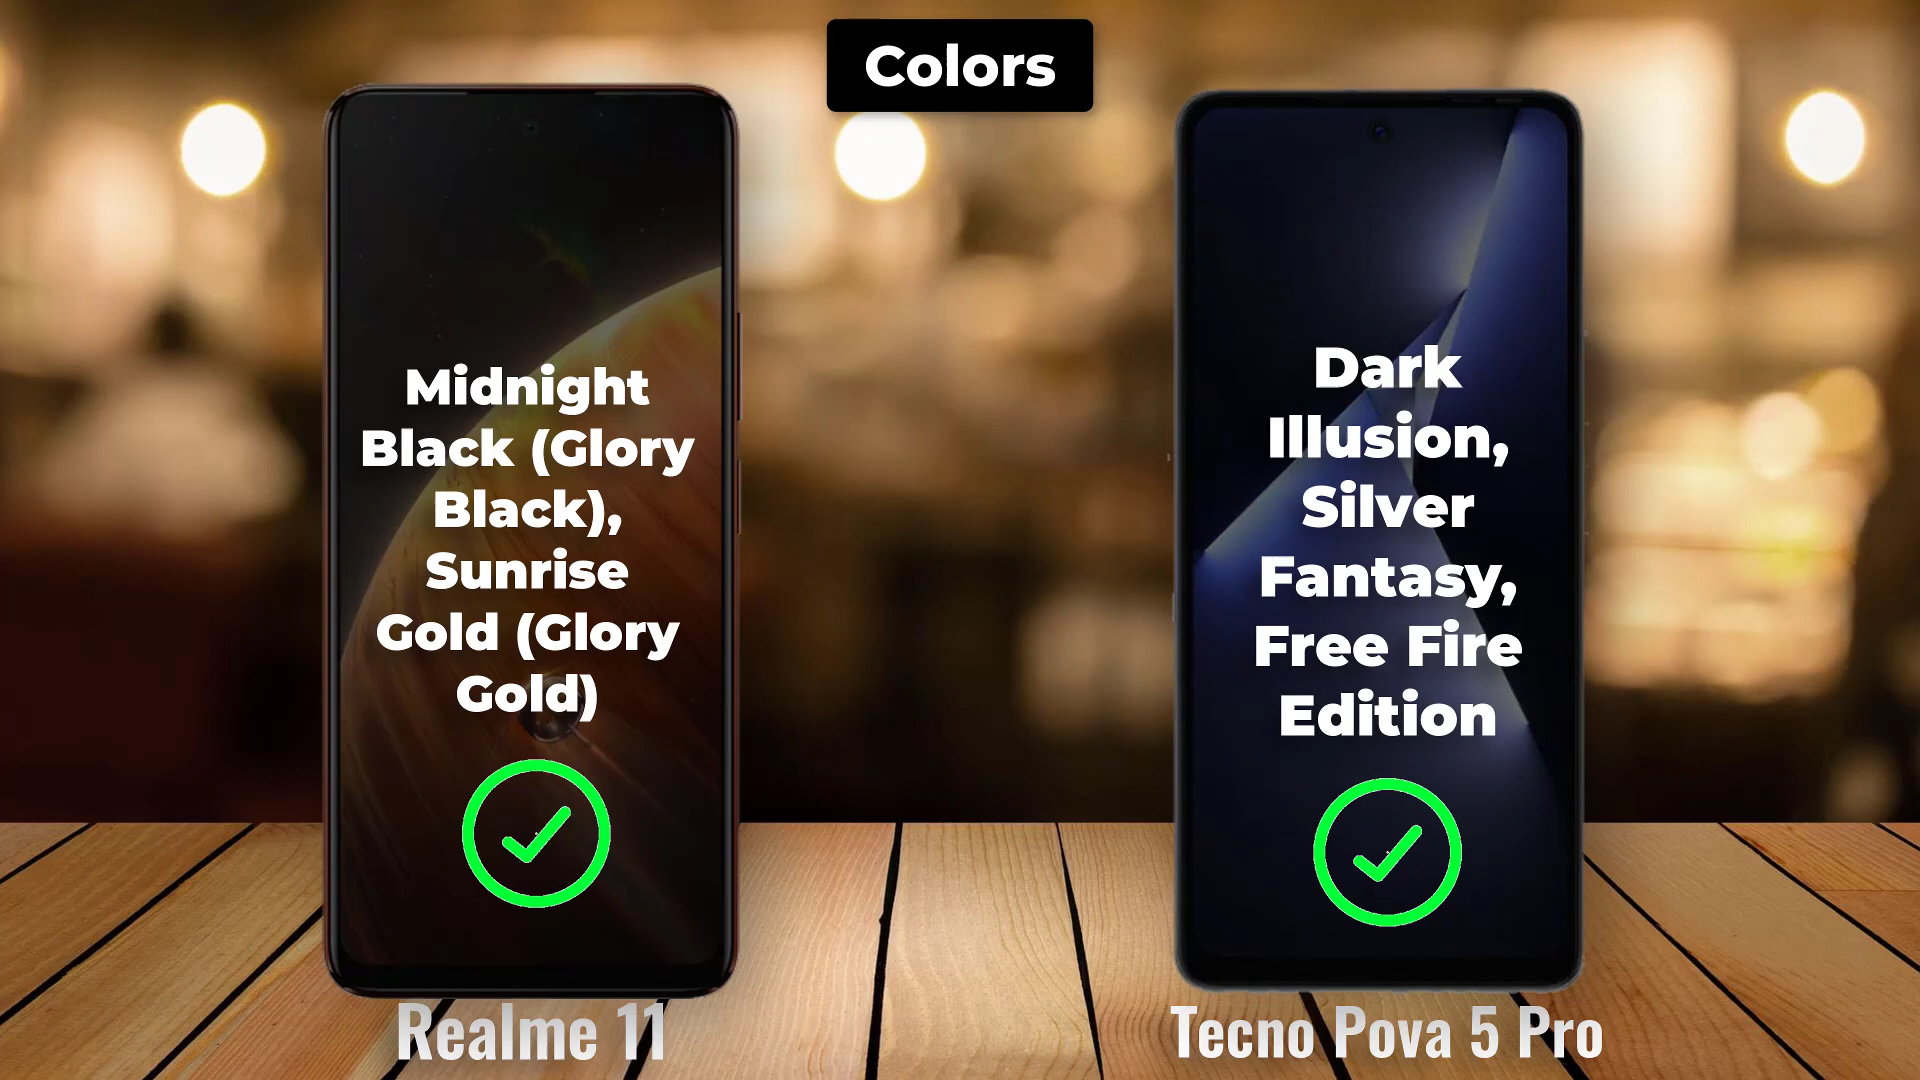 Colors
Midnight
Black (Glory
Black),
Sunrise
Gold (Glory
Gold)
Realme 11
Dark
Illusion,
Silver
Fantasy,
Free Fire
Edition
Tecno Pova 5 Pro